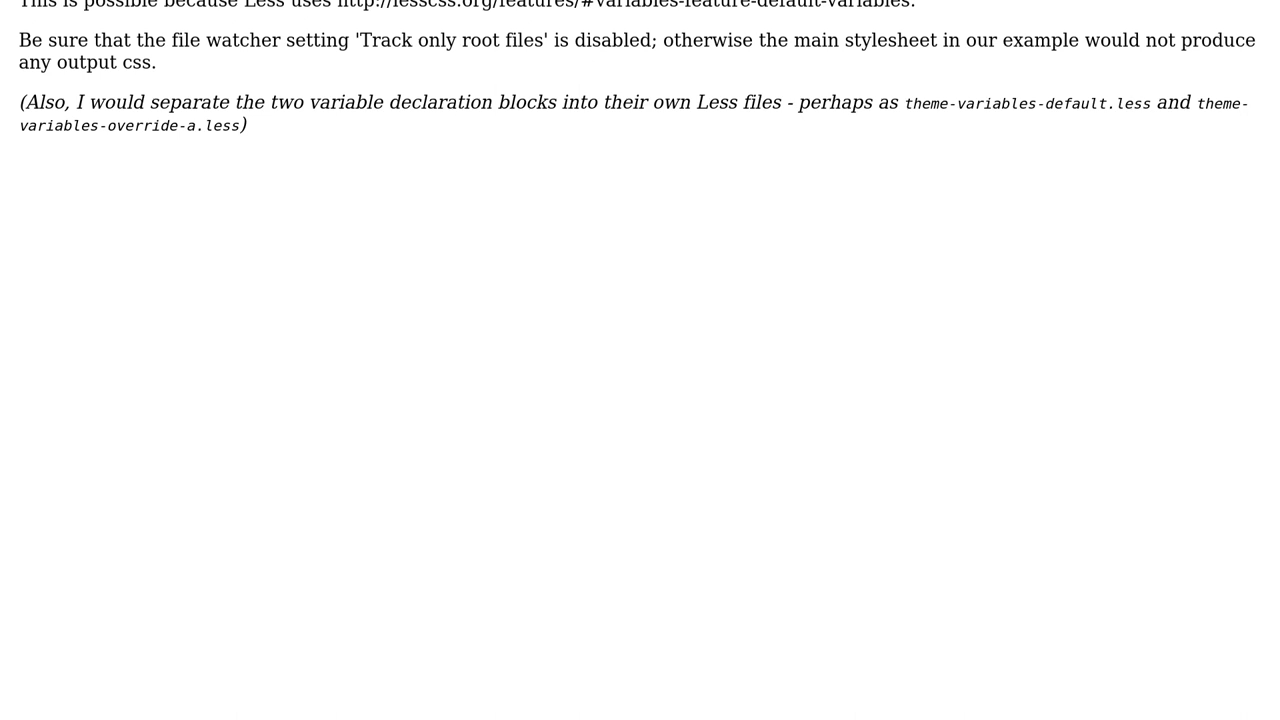 This is possible because Less uses http://lesscss.org/features/#variables-feature-default-variables.
Be sure that the file watcher setting 'Track only root files' is disabled; otherwise the main stylesheet in our example would not produce
any output css.
(Also, I would separate the two variable declaration blocks into their own Less files - perhaps as theme-variables-default.less and theme-
variables-override-a.less)